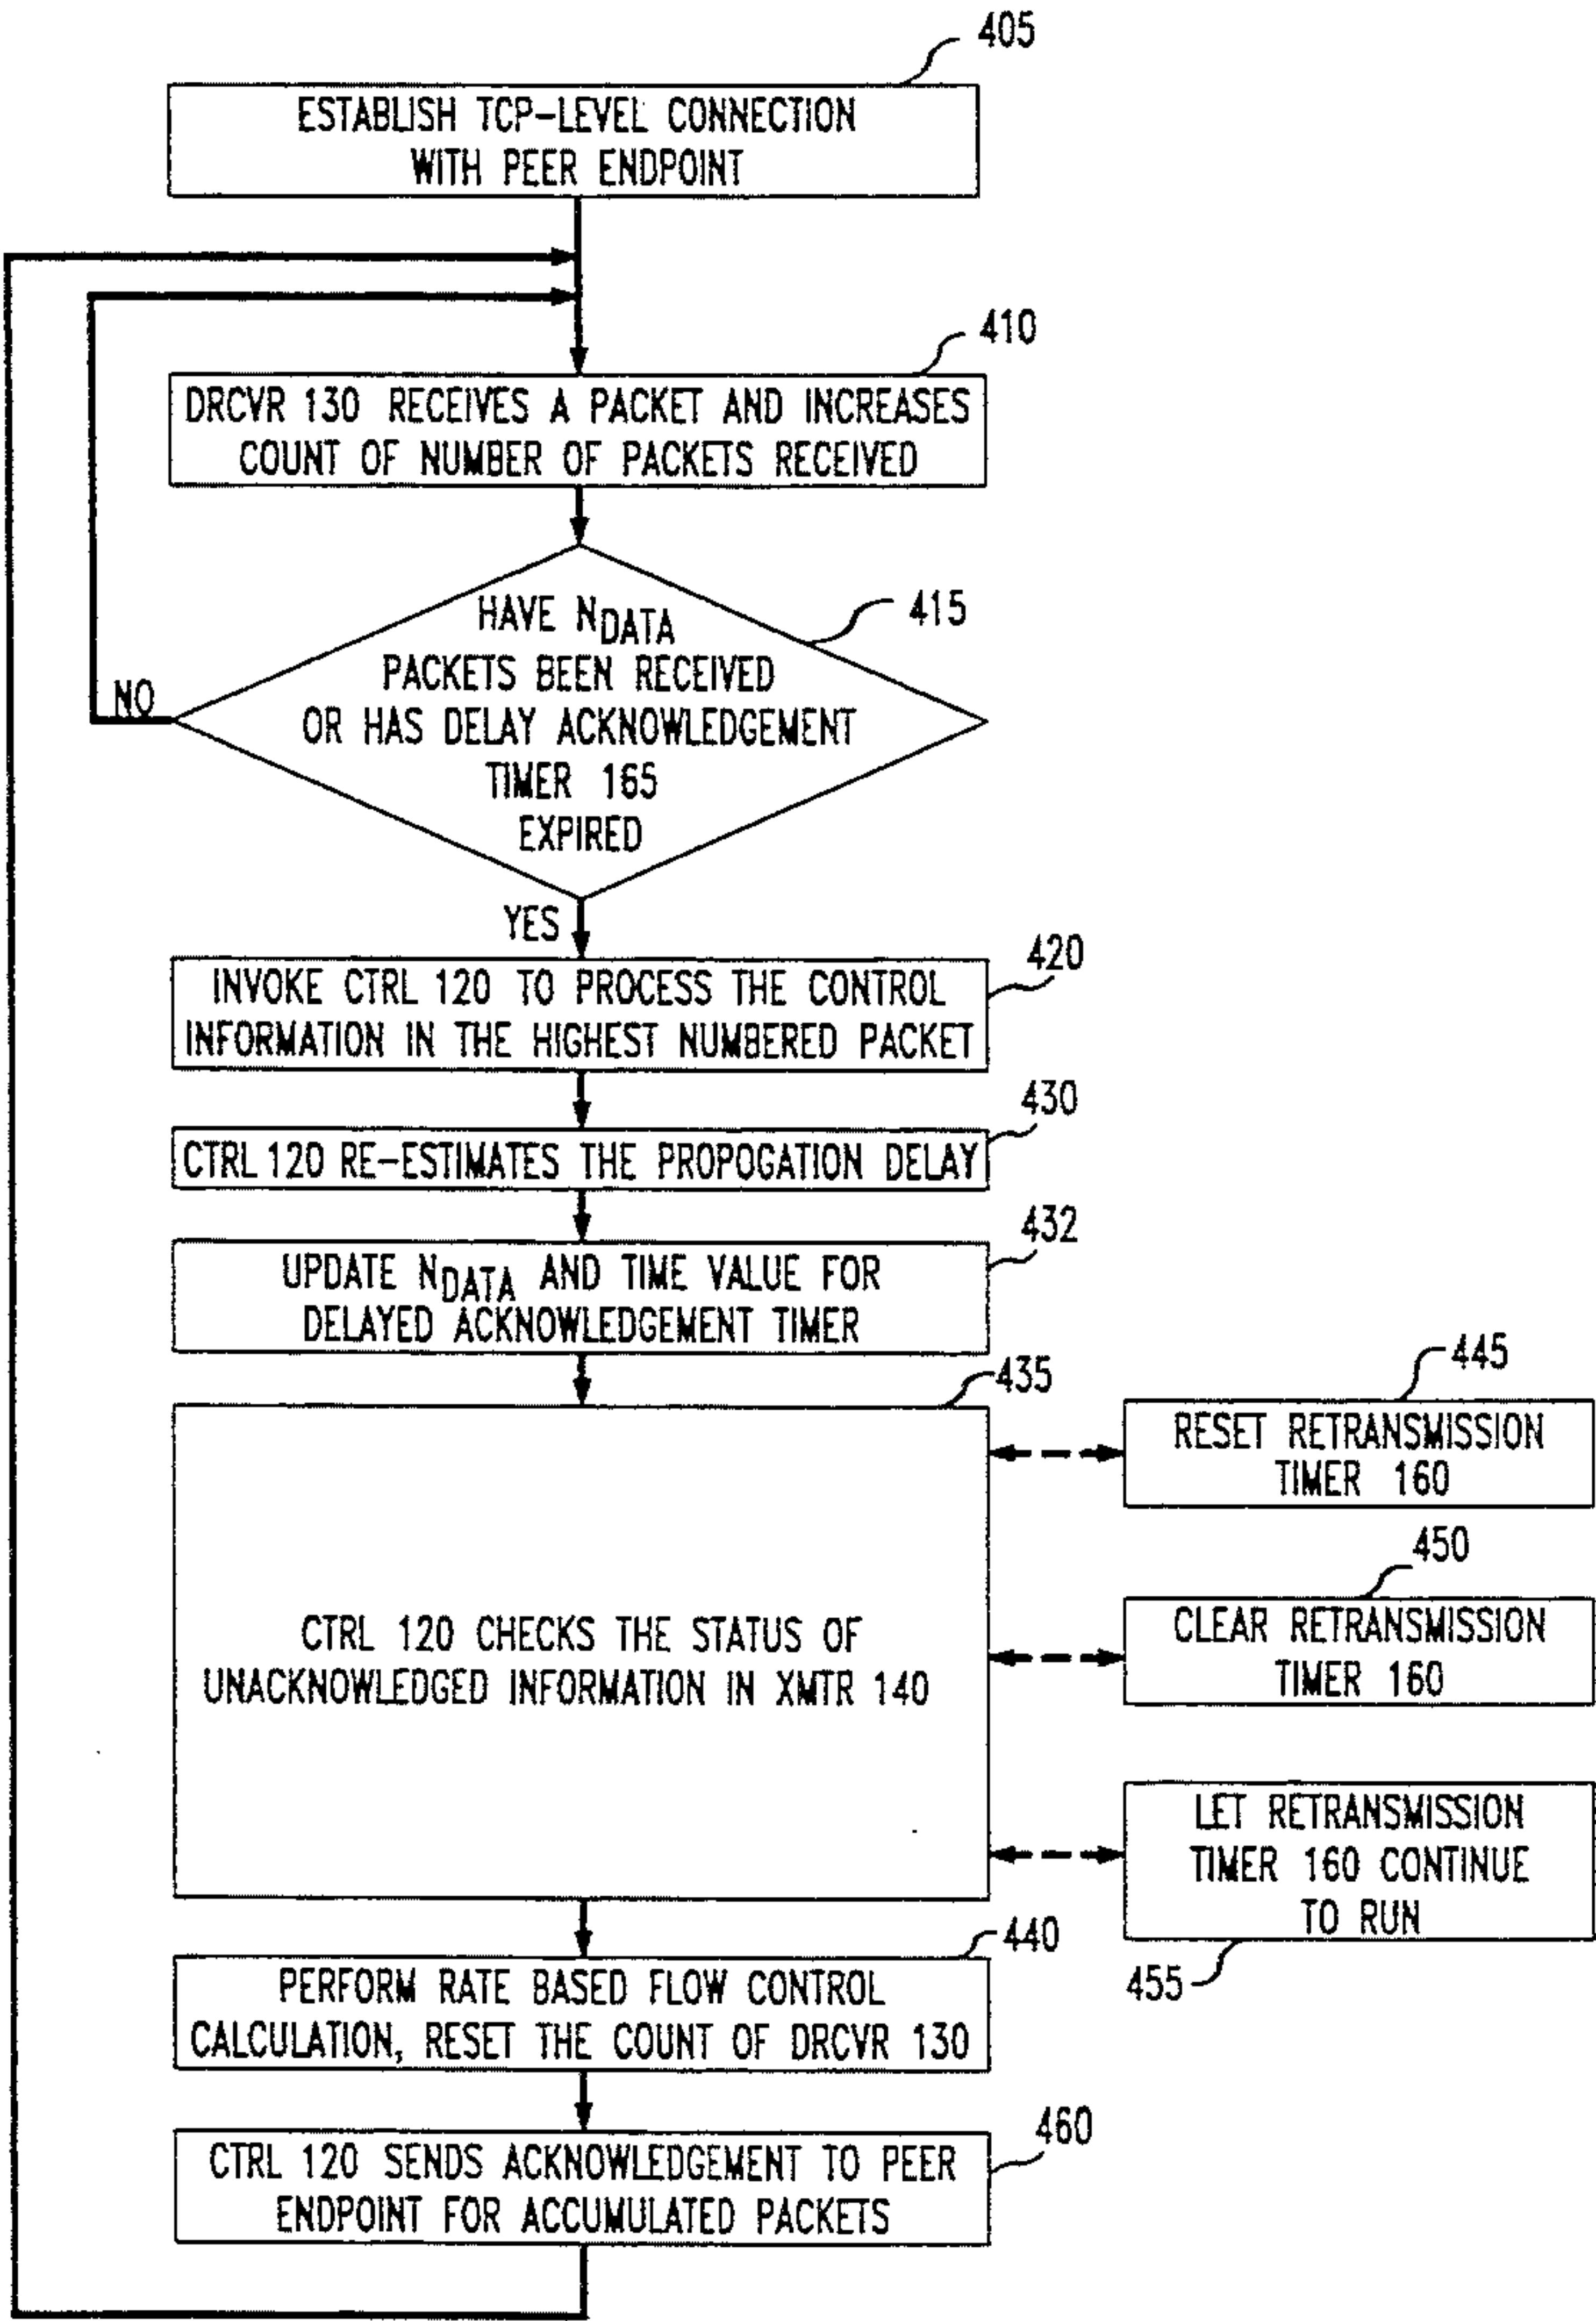 405
ESTABLISH TCP-LEVEL CONNECTION
WITH PEER ENDPOINT
410
DRCVR 130 RECEIVES A PACKET AND INCREASES
COUNT OF NUMBER OF PACKETS RECEIVED
415
HAVE NDATA
PACKETS BEEN RECEIVED
OR HAS DELAY ACKNOWLEDGEMENT
TIMER 165
EXPIRED
NO
YES
420
INVOKE CTRL 120 TO PROCESS THE CONTROL
INFORMATION IN THE HIGHEST NUMBERED PACKET
430
CTRL 120 RE-ESTIMATES THE PROPOGATION DELAY
432
UPDATE NDATA AND TIME VALUE FOR
DELAYED ACKNOWLEDGEMENT TIMER
435
CTRL 120 CHECKS THE STATUS OF
UNACKNOWLEDGED INFORMATION IN XMTR 140
445
RESET RETRANSMISSION
TIMER 160
450
CLEAR RETRANSMISSION
TIMER 160
LET RETRANSMISSION
TIMER 160 CONTINUE
TO RUN
455
440
PERFORM RATE BASED FLOW CONTROL
CALCULATION, RESET THE COUNT OF DRCVR 130
460
CTRL 120 SENDS ACKNOWLEDGEMENT TO PEER
ENDPOINT FOR ACCUMULATED PACKETS